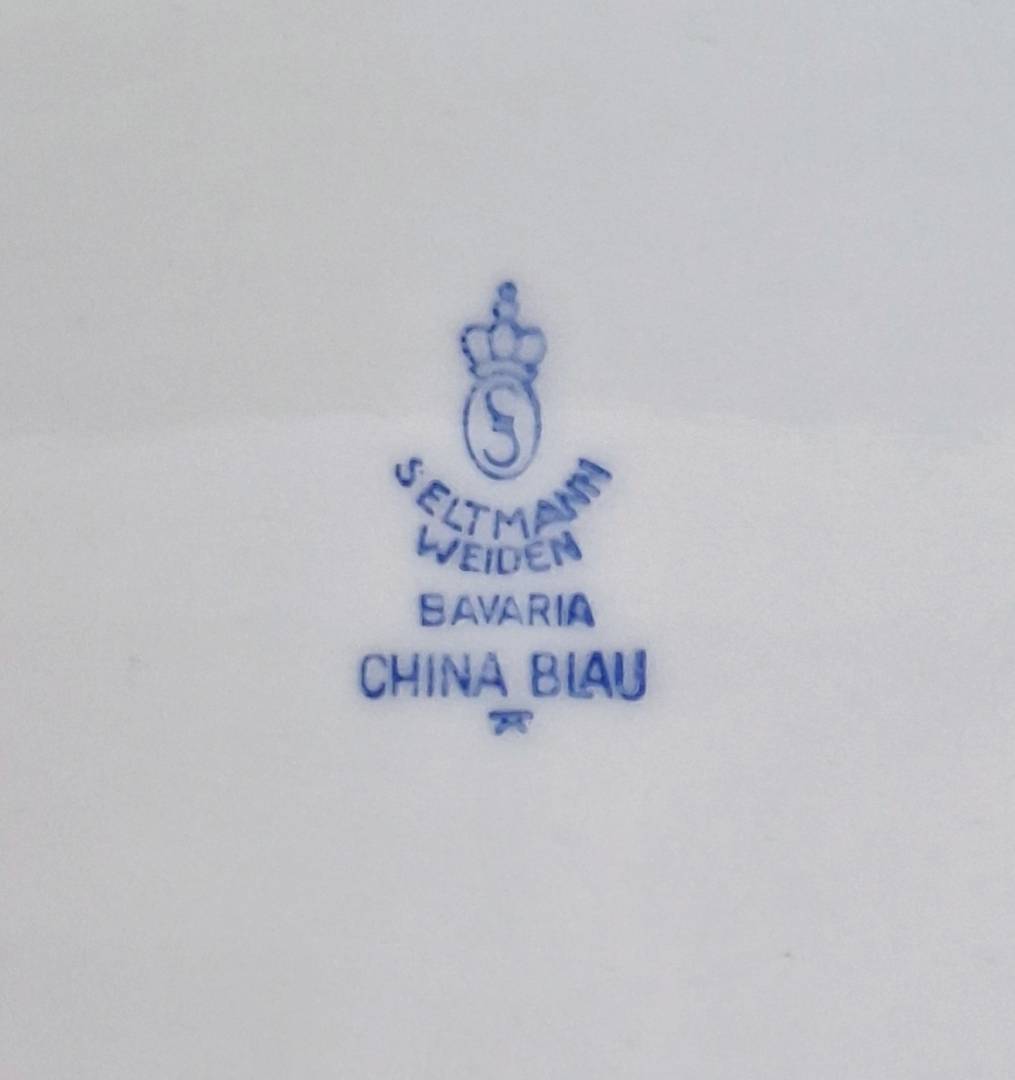 S
SELTMANN
WEIDEN
BAVARIA
CHINA BLAU